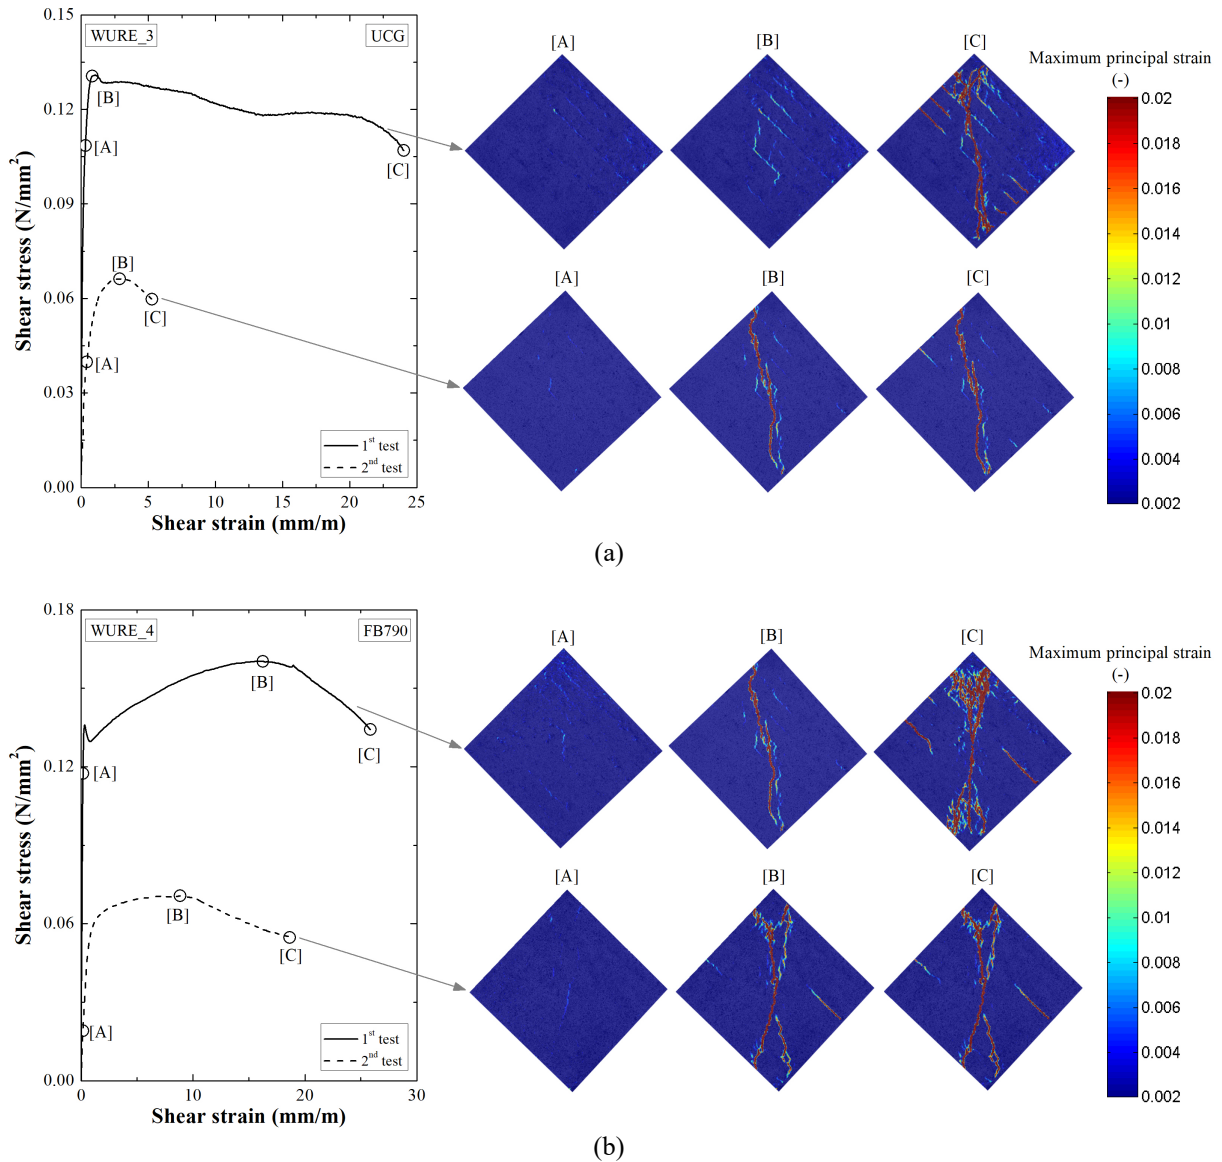 WURE_3
UCG
0.15
0.12
0.09
0.06
0.03
0.00
Shear stress (N/mm²)
[B]
[A]
[C]
[B]
[C]
[A]
1st test
2nd test
0 5 10 15 20 25
Shear strain (mm/m)
[A] [B] [C]
[A] [B] [C]
Maximum principal strain
(-)
0.02
0.018
0.016
0.014
0.012
0.01
0.008
0.006
0.004
0.002
(a)
WURE_4
FB790
0.18
0.12
0.06
0.00
Shear stress (N/mm²)
[B]
[A]
[C]
[B]
[C]
[A]
1st test
2nd test
0 10 20 30
Shear strain (mm/m)
[A] [B] [C]
[A] [B] [C]
Maximum principal strain
(-)
0.02
0.018
0.016
0.014
0.012
0.01
0.008
0.006
0.004
0.002
(b)